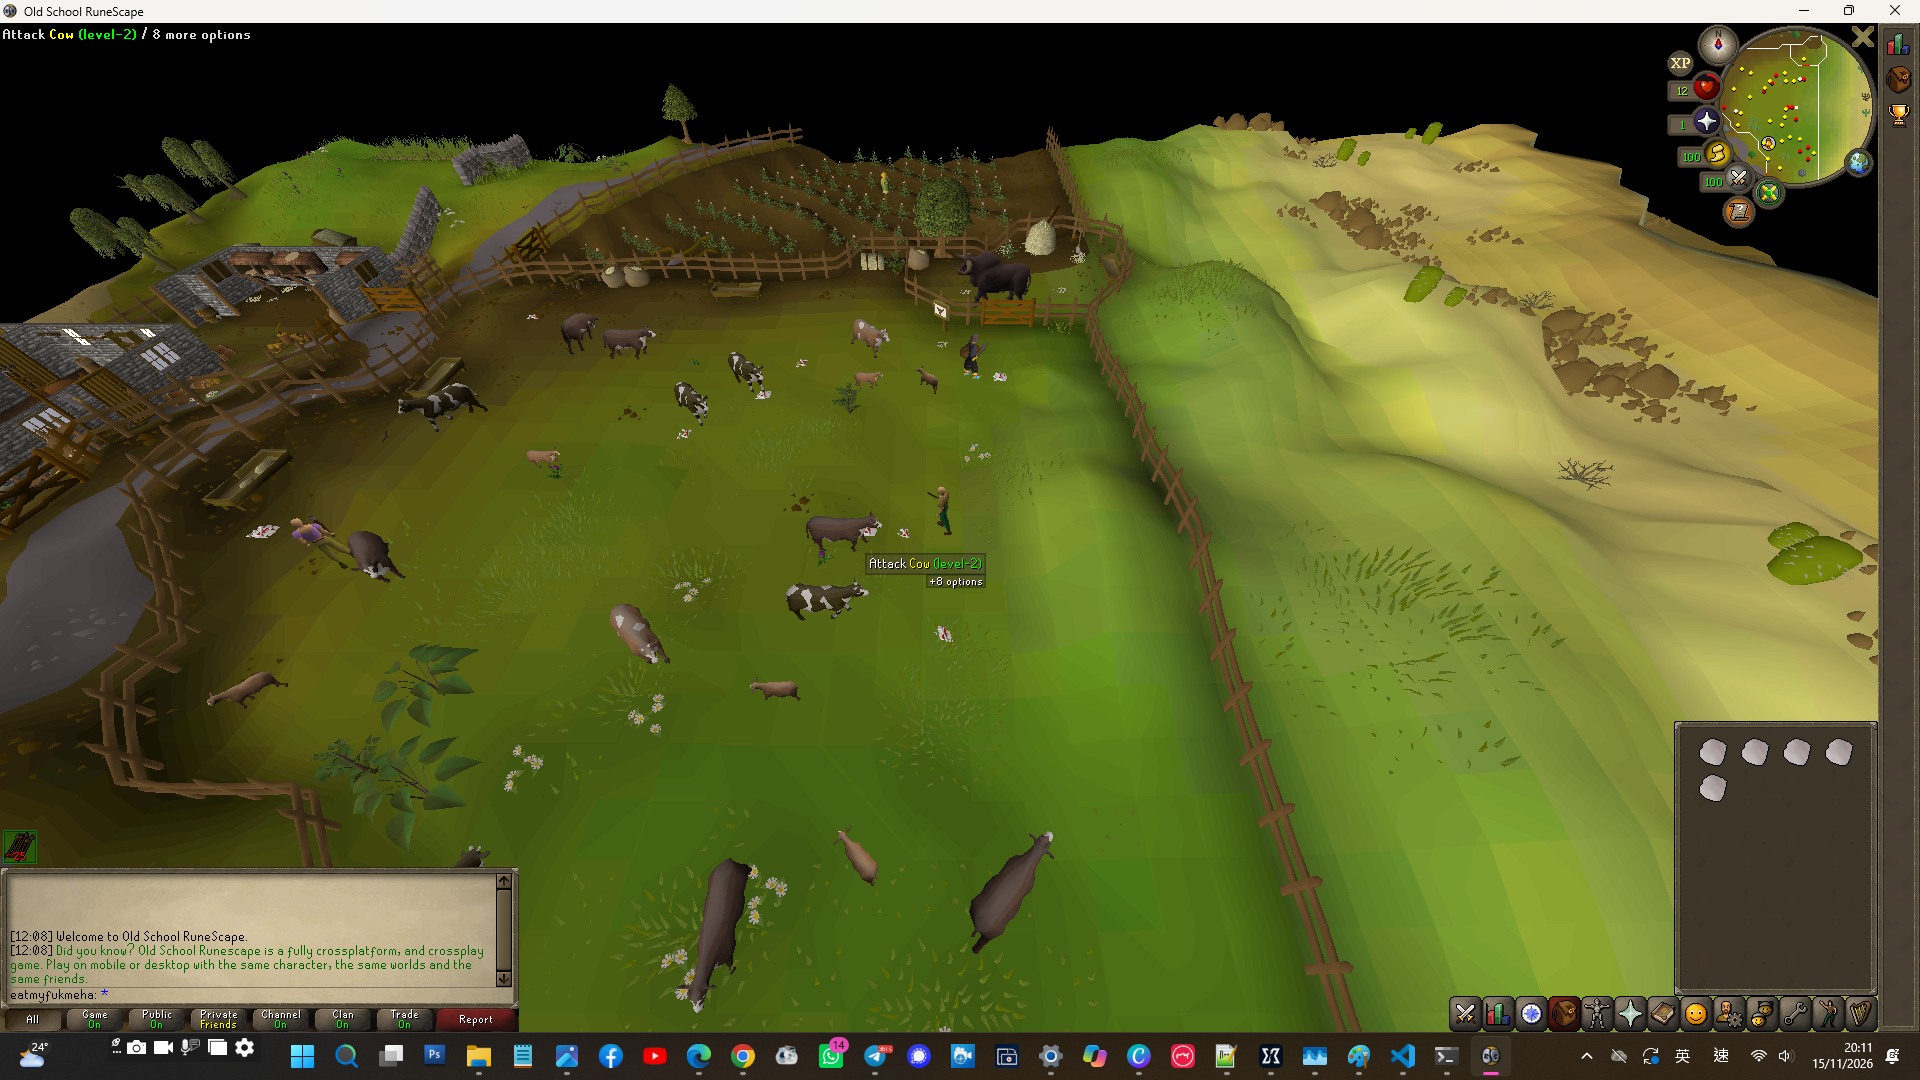 Old School RuneScape
Attack Cow (level-2) / 8 more options
N
XP
12
1
100
100
Attack Cow (level-2)
+8 options
25
[12:08] Welcome to Old School RuneScape.
[12:08] Did you know? Old School Runescape is a fully crossplatform, and crossplay
game. Play on mobile or desktop with the same character, the same worlds and the
same friends.
eatmyfukmeha: *
All
Game
On
Public
On
Private
Friends
Channel
On
Clan
On
Trade
On
Report
24°
Ps
14
英
速
20:11
15/11/2026